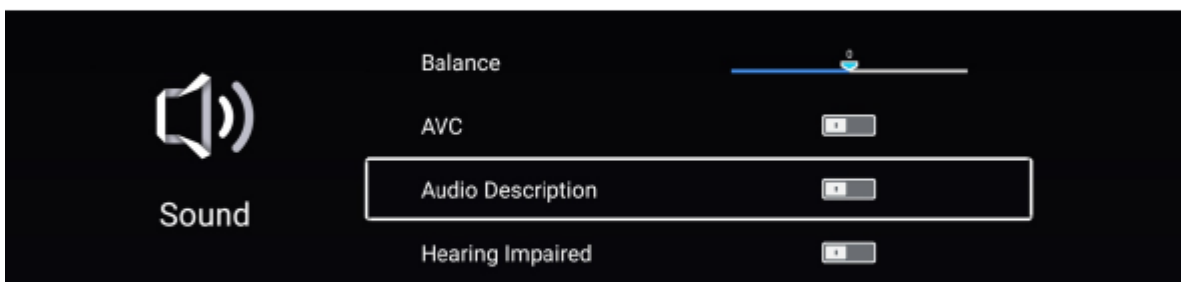 Balance
0
AVC
Audio Description
Sound
Hearing Impaired